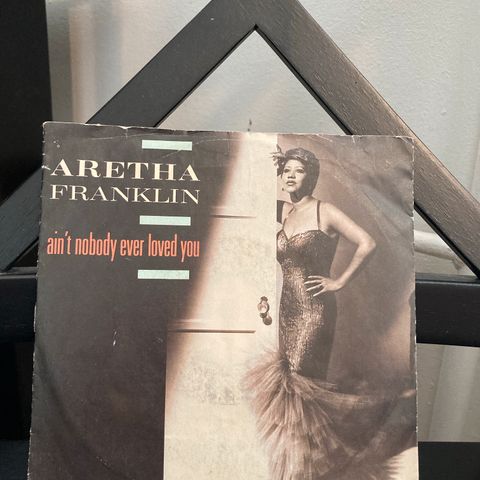 ARETHA
FRANKLIN
ain't nobody ever loved you